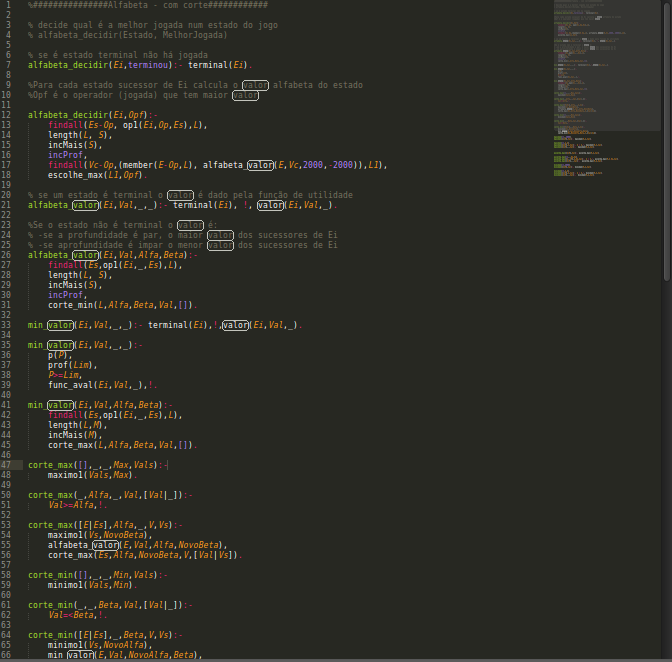 1 %###############Alfabeta - com corte############
2
3 % decide qual é a melhor jogada num estado do jogo
4 % alfabeta_decidir(Estado, MelhorJogada)
5
6 % se é estado terminal não há jogada
7 alfabeta_decidir(Ei,terminou):- terminal(Ei).
8
9 %Para cada estado sucessor de Ei calcula o valor alfabeta do estado
10 %Opf é o operador (jogada) que tem maior valor
11
12 alfabeta_decidir(Ei,Opf):-
13 findall(Es-Op, op1(Ei,Op,Es),L),
14 length(L, S),
15 incMais(S),
16 incProf,
17 findall(Vc-Op,(member(E-Op,L), alfabeta_valor(E,Vc,2000,-2000)),L1),
18 escolhe_max(L1,Opf).
19
20 % se um estado é terminal o valor é dado pela função de utilidade
21 alfabeta_valor(Ei,Val,_,_):- terminal(Ei), !, valor(Ei,Val,_).
22
23 %Se o estado não é terminal o valor é:
24 % -se a profundidade é par, o maior valor dos sucessores de Ei
25 % -se aprofundidade é impar o menor valor dos sucessores de Ei
26 alfabeta_valor(Ei,Val,Alfa,Beta):-
27 findall(Es,op1(Ei,_,Es),L),
28 length(L, S),
29 incMais(S),
30 incProf,
31 corte_min(L,Alfa,Beta,Val,[]).
32
33 min_valor(Ei,Val,_,_):- terminal(Ei),!,valor(Ei,Val,_).
34
35 min_valor(Ei,Val,_,_):-
36 p(P),
37 prof(Lim),
38 P>=Lim,
39 func_aval(Ei,Val,_),!.
40
41 min_valor(Ei,Val,Alfa,Beta):-
42 findall(Es,op1(Ei,_,Es),L),
43 length(L,M),
44 incMais(M),
45 corte_max(L,Alfa,Beta,Val,[]).
46
47 corte_max([],_,_,Max,Vals):-
48 maximo1(Vals,Max).
49
50 corte_max(_,Alfa,_,Val,[Val|_]):-
51 Val>=Alfa,!.
52
53 corte_max([E|Es],Alfa,_,V,Vs):-
54 maximo1(Vs,NovoBeta),
55 alfabeta_valor(E,Val,Alfa,NovoBeta),
56 corte_max(Es,Alfa,NovoBeta,V,[Val|Vs]).
57
58 corte_min([],_,_,Min,Vals):-
59 minimo1(Vals,Min).
60
61 corte_min(_,_,Beta,Val,[Val|_]):-
62 Val=<Beta,!.
63
64 corte_min([E|Es],_,Beta,V,Vs):-
65 minimo1(Vs,NovoAlfa),
66 min_valor(E,Val,NovoAlfa,Beta),